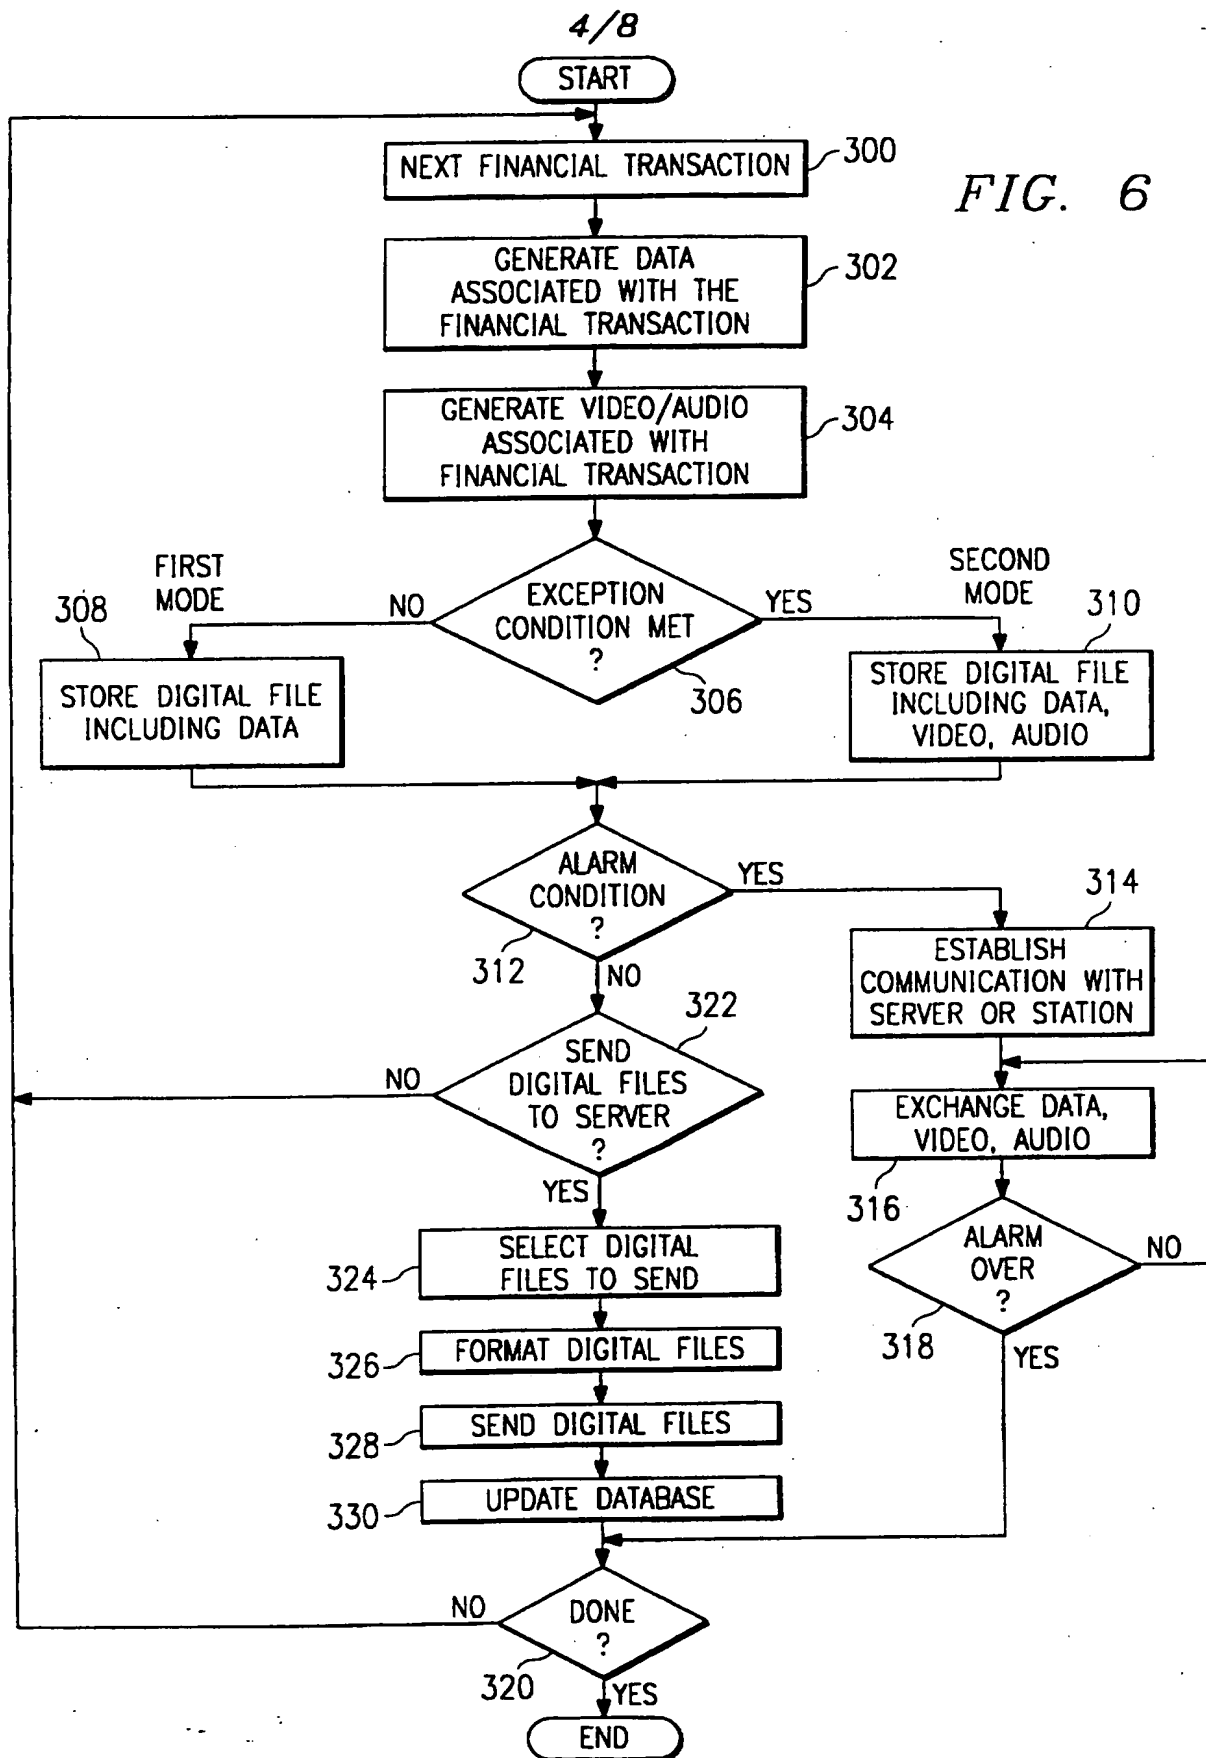 4/8
START
NEXT FINANCIAL TRANSACTION
300
FIG. 6
GENERATE DATA
ASSOCIATED WITH THE
FINANCIAL TRANSACTION
302
GENERATE VIDEO/AUDIO
ASSOCIATED WITH
FINANCIAL TRANSACTION
304
FIRST
MODE
NO
EXCEPTION
CONDITION MET
?
306
YES
SECOND
MODE
308
STORE DIGITAL FILE
INCLUDING DATA
310
STORE DIGITAL FILE
INCLUDING DATA,
VIDEO, AUDIO
ALARM
CONDITION
?
312
YES
NO
314
ESTABLISH
COMMUNICATION WITH
SERVER OR STATION
322
SEND
DIGITAL FILES
TO SERVER
?
NO
YES
EXCHANGE DATA,
VIDEO, AUDIO
316
ALARM
OVER
?
318
NO
YES
SELECT DIGITAL
FILES TO SEND
324
FORMAT DIGITAL FILES
326
SEND DIGITAL FILES
328
UPDATE DATABASE
330
DONE
?
NO
320
YES
END